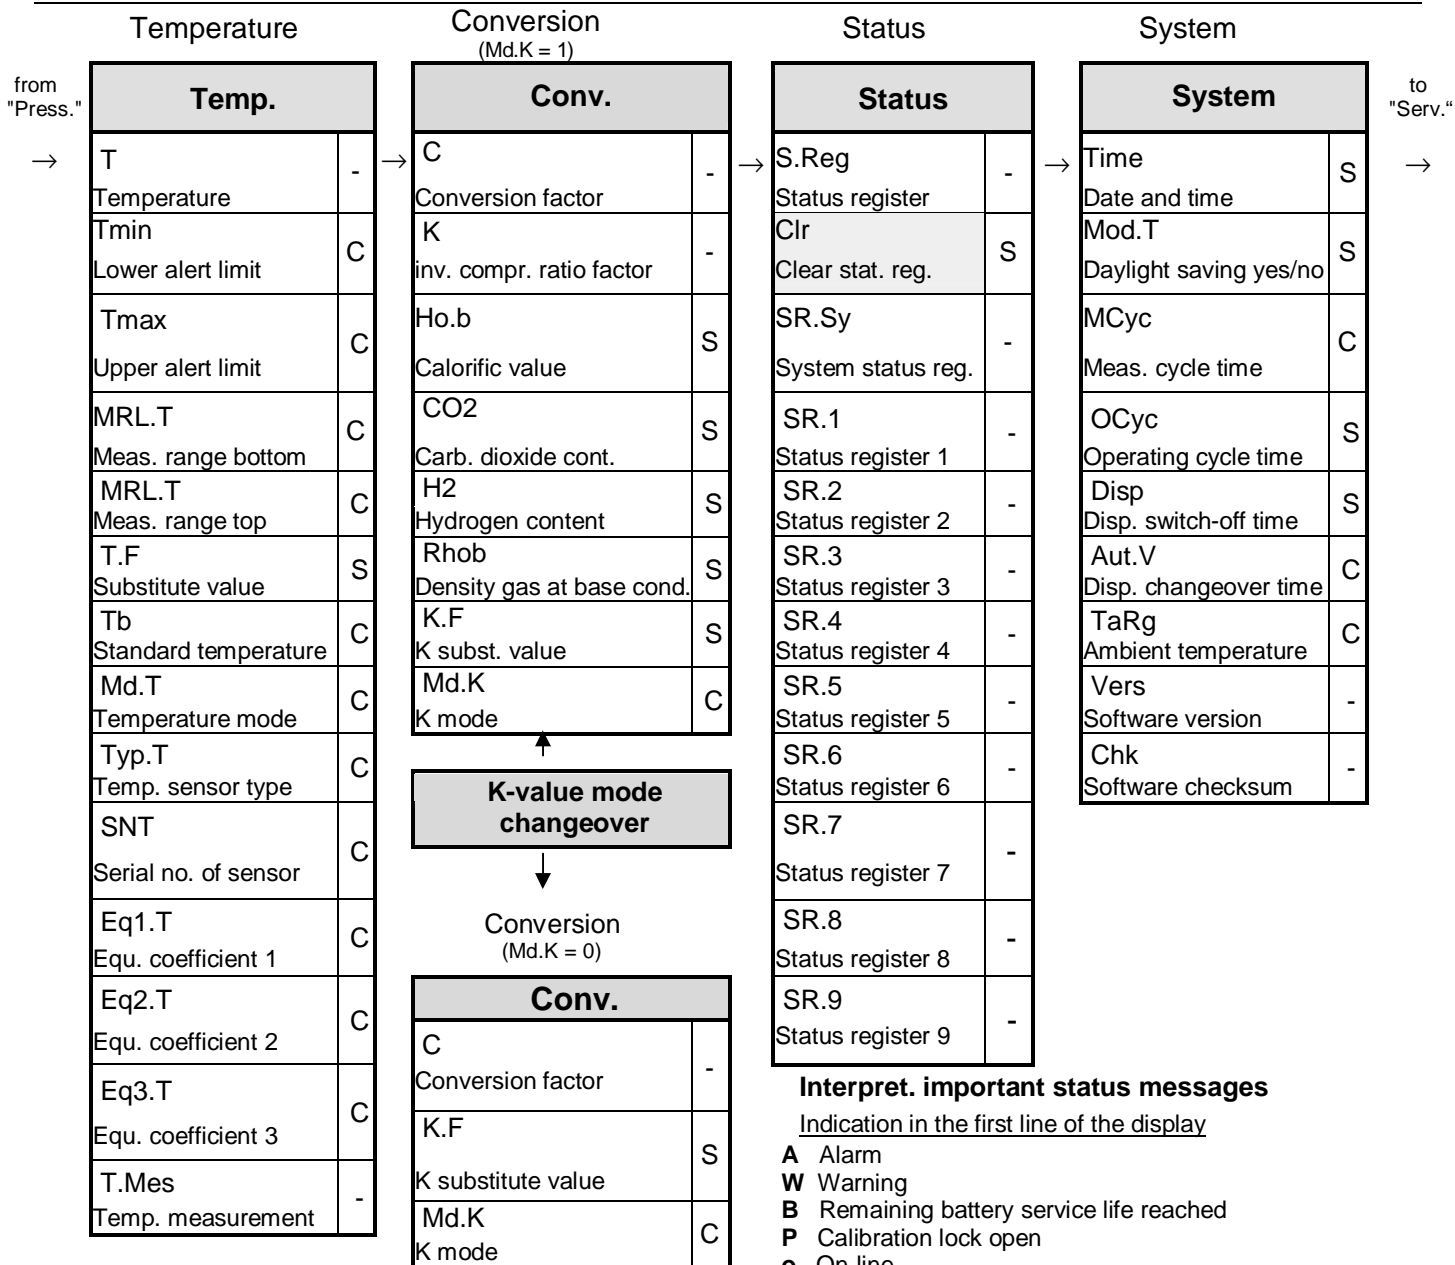 Temperature
from
"Press."
→
Temp.
T
Temperature
-
Tmin
Lower alert limit
C
Tmax
Upper alert limit
C
MRL.T
Meas. range bottom
C
MRL.T
Meas. range top
C
T.F
Substitute value
S
Tb
Standard temperature
C
Md.T
Temperature mode
C
Typ.T
Temp. sensor type
C
SNT
Serial no. of sensor
C
Eq1.T
Equ. coefficient 1
C
Eq2.T
Equ. coefficient 2
C
Eq3.T
Equ. coefficient 3
C
T.Mes
Temp. measurement
-
Conversion
(Md.K = 1)
→
Conv.
C
Conversion factor
-
K
inv. compr. ratio factor
-
Ho.b
Calorific value
S
CO2
Carb. dioxide cont.
S
H2
Hydrogen content
S
Rhob
Density gas at base cond.
S
K.F
K subst. value
S
Md.K
K mode
C
K-value mode
changeover
Conversion
(Md.K = 0)
Conv.
C
Conversion factor
-
K.F
K substitute value
S
Md.K
K mode
C
Status
→
Status
S.Reg
Status register
-
Clr
Clear stat. reg.
S
SR.Sy
System status reg.
-
SR.1
Status register 1
-
SR.2
Status register 2
-
SR.3
Status register 3
-
SR.4
Status register 4
-
SR.5
Status register 5
-
SR.6
Status register 6
-
SR.7
Status register 7
-
SR.8
Status register 8
-
SR.9
Status register 9
-
System
→
System
Time
Date and time
S
Mod.T
Daylight saving yes/no
S
MCyc
Meas. cycle time
C
OCyc
Operating cycle time
S
Disp
Disp. switch-off time
S
Aut.V
Disp. changeover time
C
TaRg
Ambient temperature
C
Vers
Software version
-
Chk
Software checksum
-
to
"Serv.“
→
Interpret. important status messages
Indication in the first line of the display
A Alarm
W Warning
B Remaining battery service life reached
P Calibration lock open
o On line